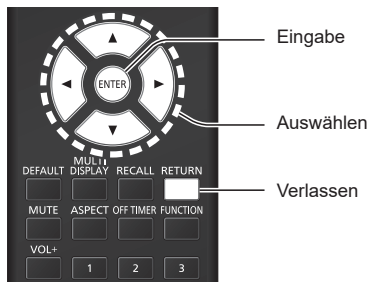 Eingabe
ENTER
Auswählen
MULTI
DEFAULT DISPLAY RECALL RETURN
Verlassen
MUTE ASPECT OFF TIMER FUNCTION
VOL+
1 2 3